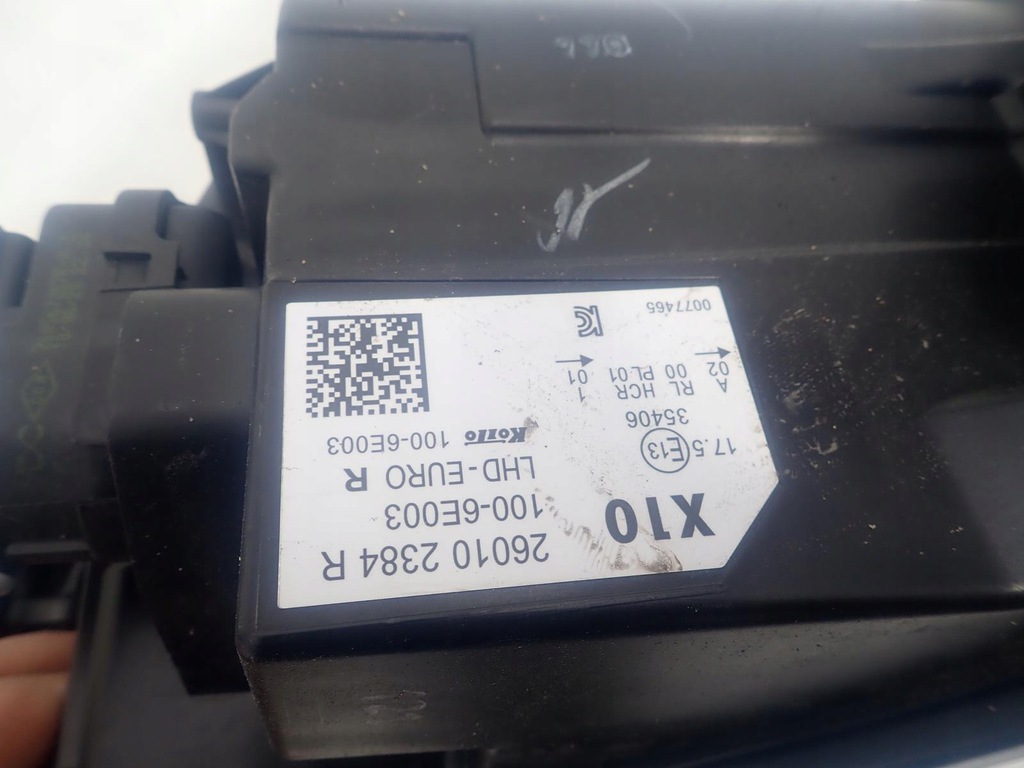 X10
26010 2384 R
100-6E003
LHD-EURO R
Koito 100-6E003
17.5 E13
35406
A RL HCR 1
02 00 PL 01 01
→ →
0077465